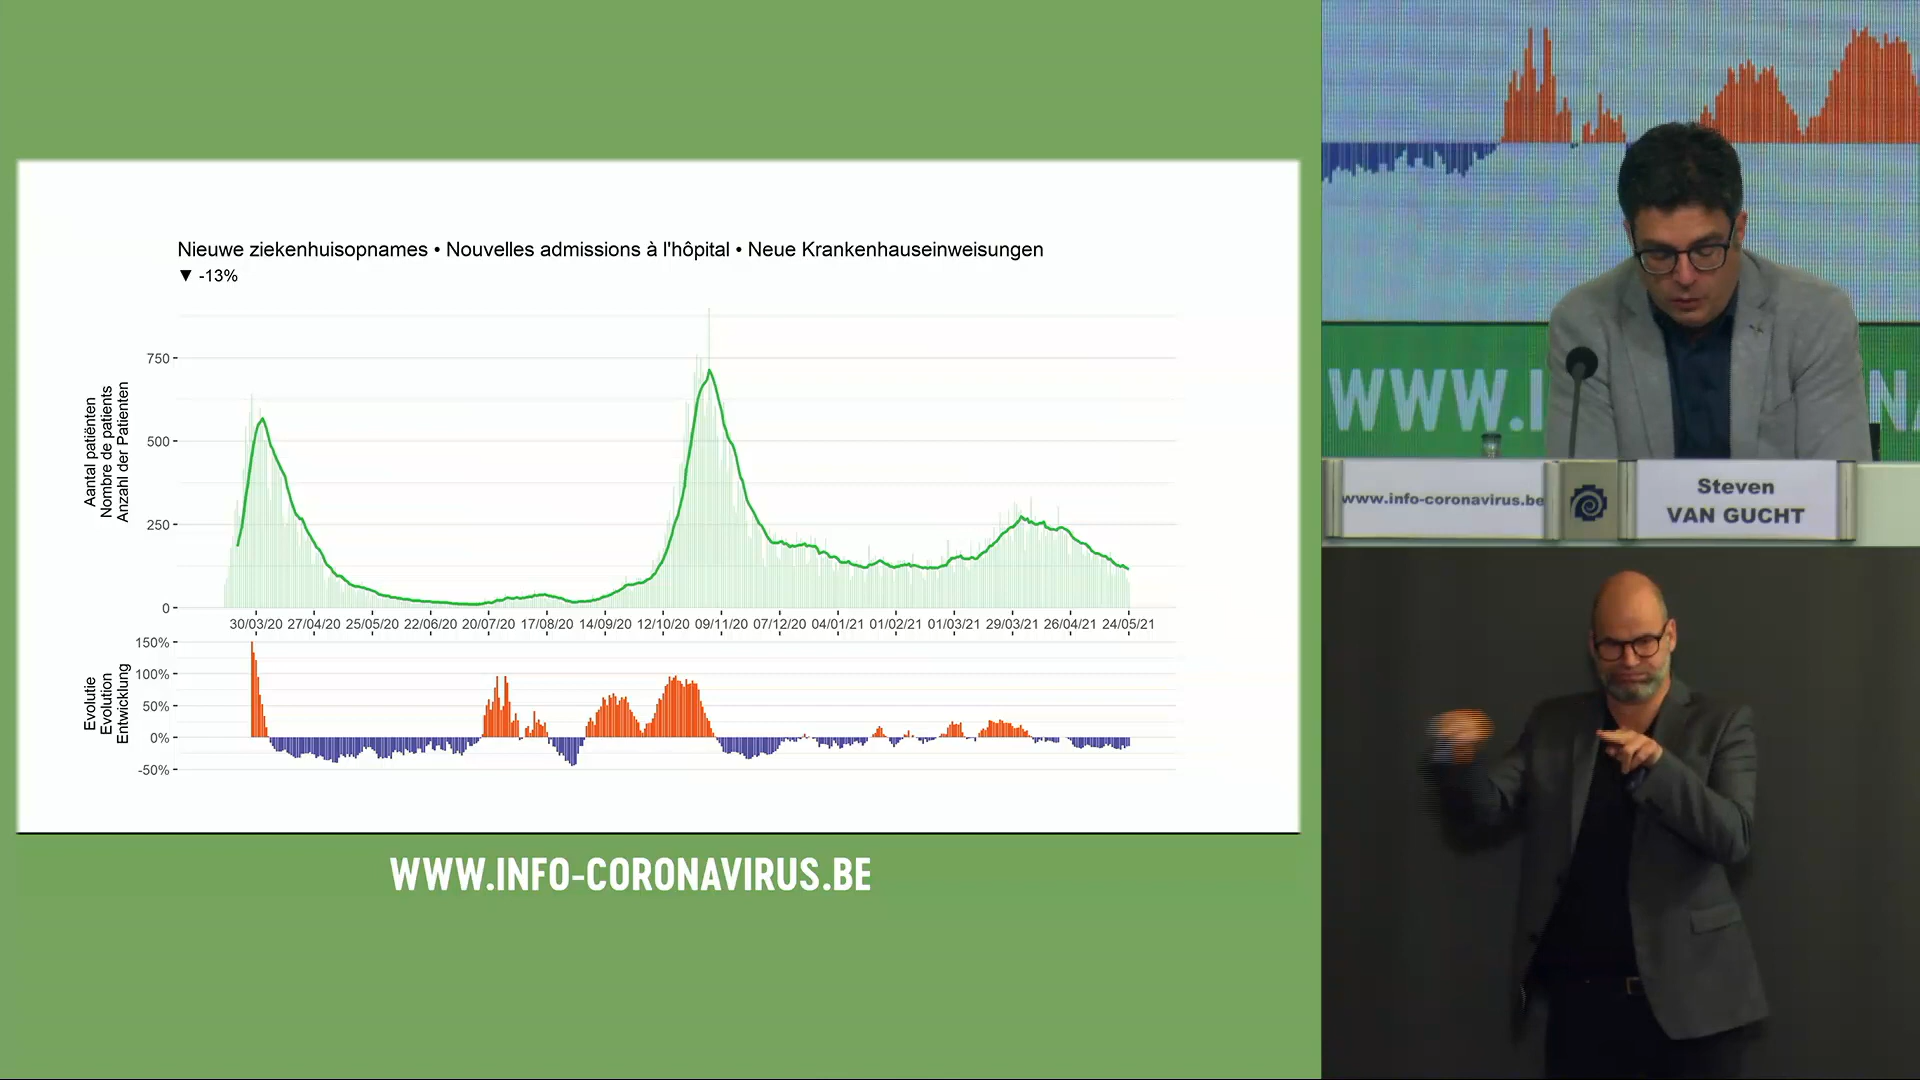 Nieuwe ziekenhuisopnames • Nouvelles admissions à l'hôpital • Neue Krankenhauseinweisungen
▼ -13%
Aantal patiënten
Nombre de patients
Anzahl der Patienten
750
500
250
0
30/03/20 27/04/20 25/05/20 22/06/20 20/07/20 17/08/20 14/09/20 12/10/20 09/11/20 07/12/20 04/01/21 01/02/21 01/03/21 29/03/21 26/04/21 24/05/21
Evolutie
Evolution
Entwicklung
150%
100%
50%
0%
-50%
WWW.INFO-CORONAVIRUS.BE
WWW.I
NA
www.info-coronavirus.be
Steven
VAN GUCHT